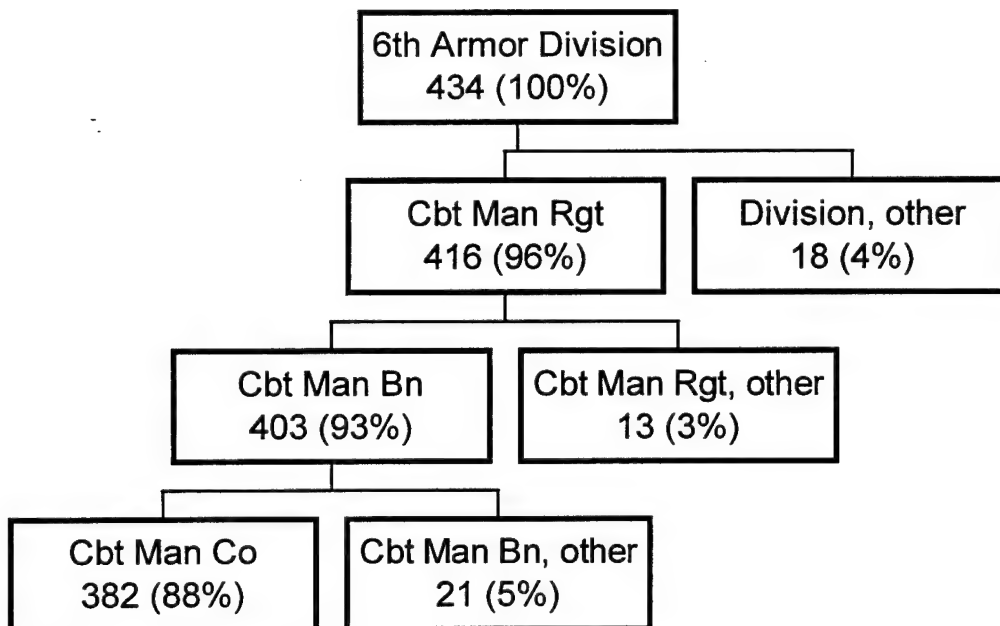 6th Armor Division
434 (100%)
Cbt Man Rgt
416 (96%)
Division, other
18 (4%)
Cbt Man Bn
403 (93%)
Cbt Man Rgt, other
13 (3%)
Cbt Man Co
382 (88%)
Cbt Man Bn, other
21 (5%)